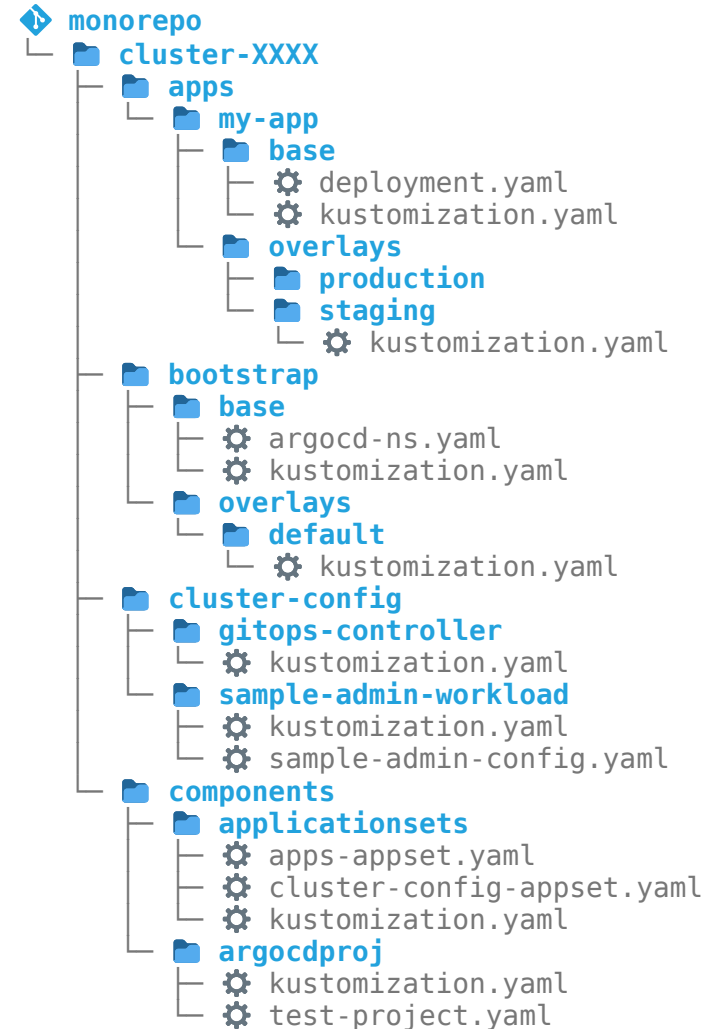 monorepo
cluster-XXXX
apps
my-app
base
deployment.yaml
kustomization.yaml
overlays
production
staging
kustomization.yaml
bootstrap
base
argocd-ns.yaml
kustomization.yaml
overlays
default
kustomization.yaml
cluster-config
gitops-controller
kustomization.yaml
sample-admin-workload
kustomization.yaml
sample-admin-config.yaml
components
applicationsets
apps-appset.yaml
cluster-config-appset.yaml
kustomization.yaml
argocdproj
kustomization.yaml
test-project.yaml